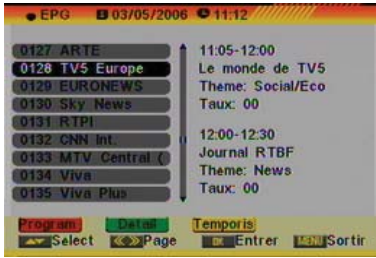 EPG 03/05/2006 11:12
0127 ARTE
0128 TV5 Europe
0129 EURONEWS
0130 Sky News
0131 RTPI
0132 CNN Int.
0133 MTV Central (
0134 Viva
0135 Viva Plus
11:05-12:00
Le monde de TV5
Theme: Social/Eco
Taux: 00
12:00-12:30
Journal RTBF
Theme: News
Taux: 00
Program Detail Temporis
Select Page OK Entrer MENU Sortir